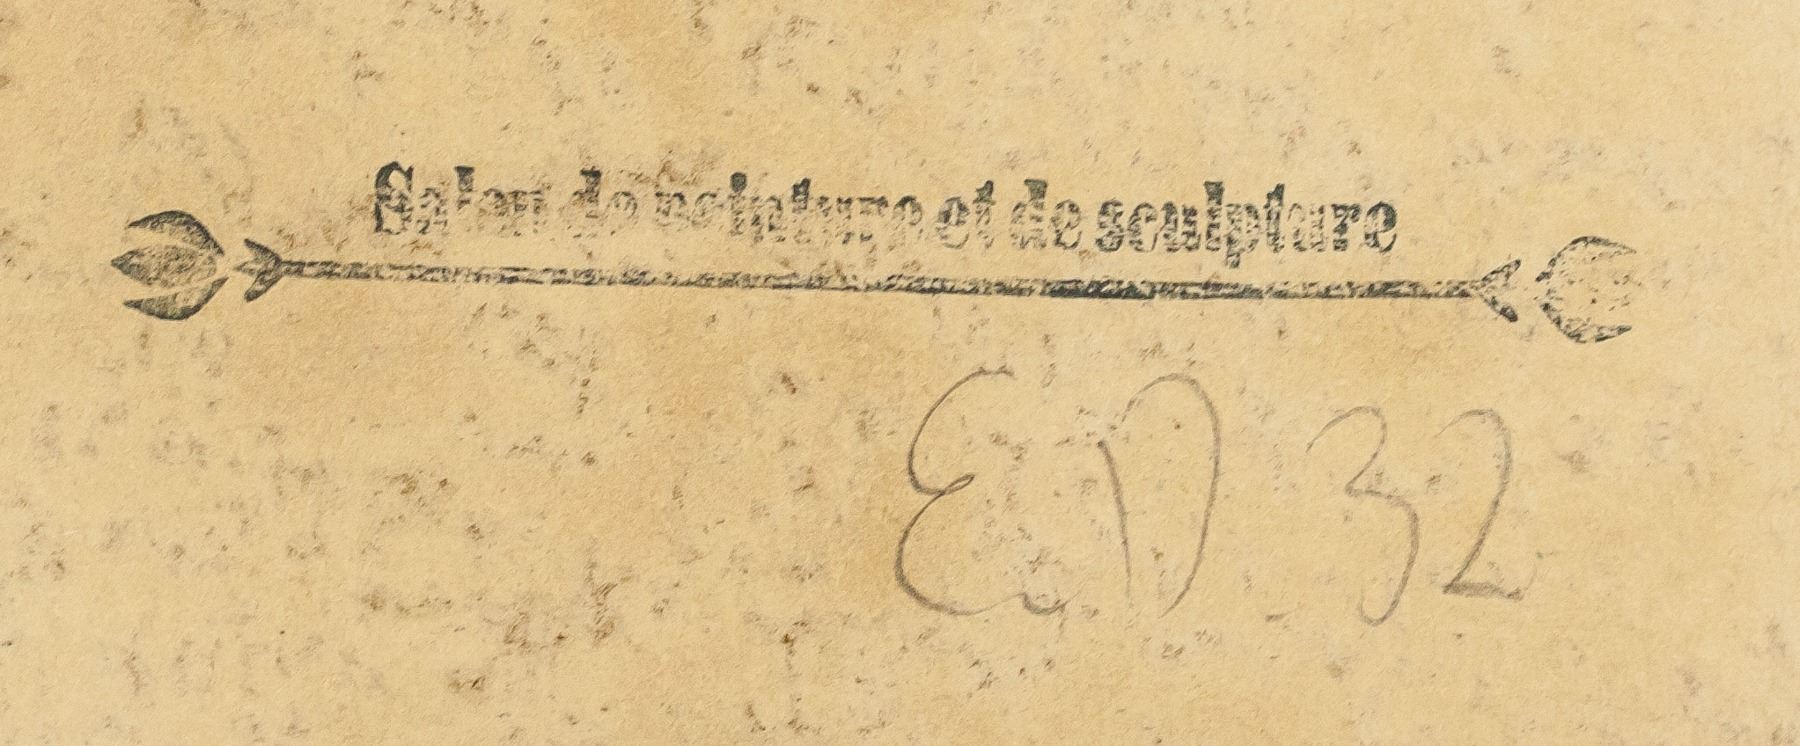 Salon de peinture et de sculpture
ED 32